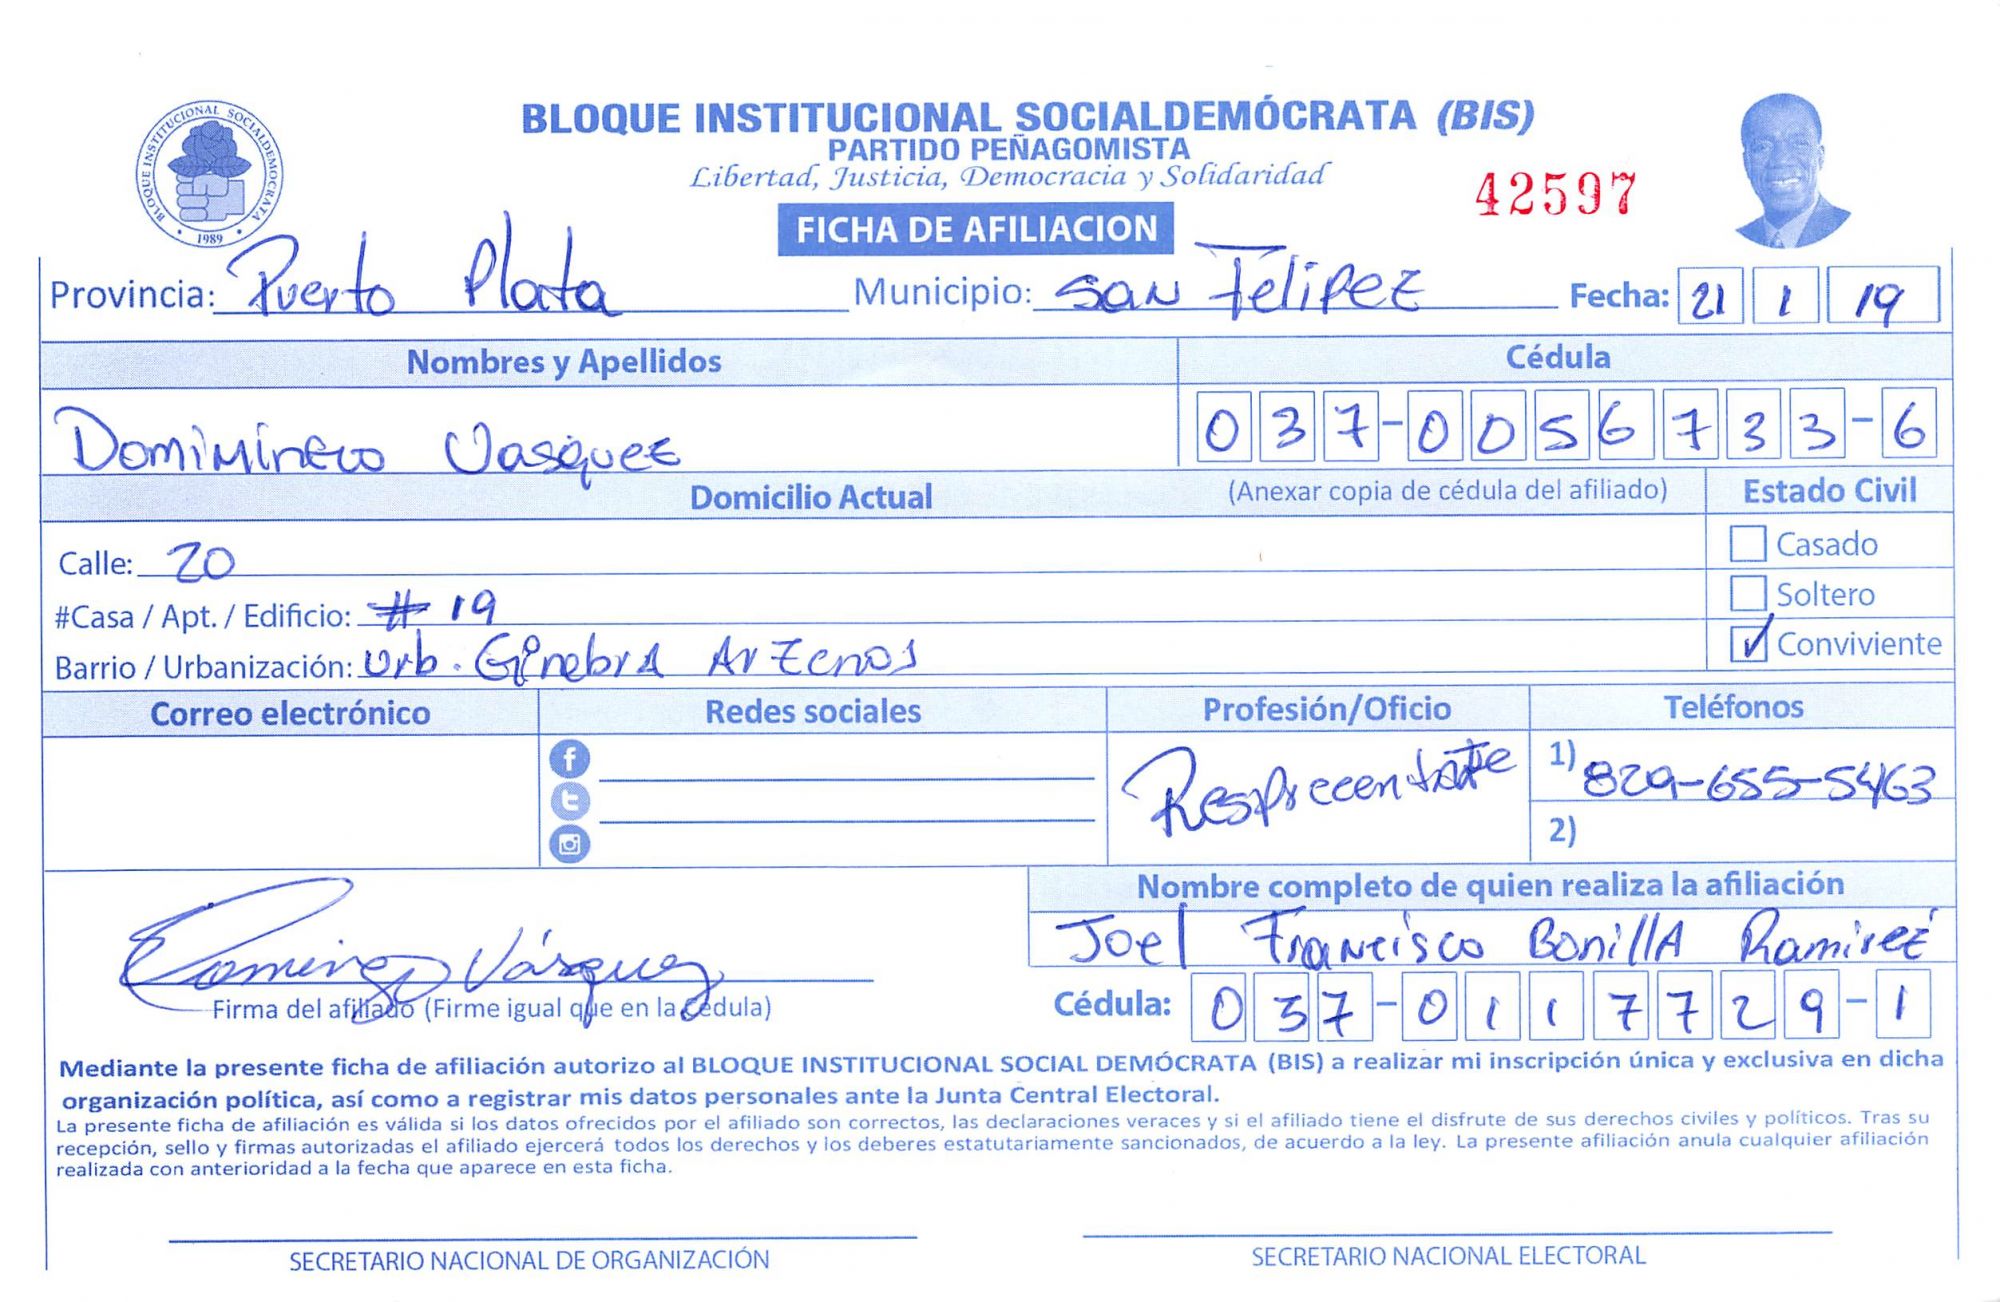 BLOQUE INSTITUCIONAL SOCIALDEMÓCRATA (BIS)
PARTIDO PEÑAGOMISTA
Libertad, Justicia, Democracia y Solidaridad
42597
BLOQUE INSTITUCIONAL SOCIALDEMOCRATA
1989
FICHA DE AFILIACION
Provincia: Puerto Plata Municipio: San Felipez Fecha: 21 1 19
Nombres y Apellidos Cédula
Vasquez 037-0056733-6
Domicilio Actual (Anexar copia de cédula del afiliado) Estado Civil
Calle: 20 Casado
#Casa / Apt. / Edificio: # 19 Soltero
Barrio / Urbanización: Urb. Ginebra Arzenos Conviviente
Correo electrónico Redes sociales Profesión/Oficio Teléfonos
1) 829-655-5463
2)
Nombre completo de quien realiza la afiliación
Joel Francisco Bonilla Ramirez
Domingo Vásquez
Firma del afiliado (Firme igual que en la Cédula) Cédula: 037-0117729-1
Mediante la presente ficha de afiliación autorizo al BLOQUE INSTITUCIONAL SOCIAL DEMÓCRATA (BIS) a realizar mi inscripción única y exclusiva en dicha
organización política, así como a registrar mis datos personales ante la Junta Central Electoral.
La presente ficha de afiliación es válida si los datos ofrecidos por el afiliado son correctos, las declaraciones veraces y si el afiliado tiene el disfrute de sus derechos civiles y políticos. Tras su
recepción, sello y firmas autorizadas el afiliado ejercerá todos los derechos y los deberes estatutariamente sancionados, de acuerdo a la ley. La presente afiliación anula cualquier afiliación
realizada con anterioridad a la fecha que aparece en esta ficha.
SECRETARIO NACIONAL DE ORGANIZACIÓN SECRETARIO NACIONAL ELECTORAL